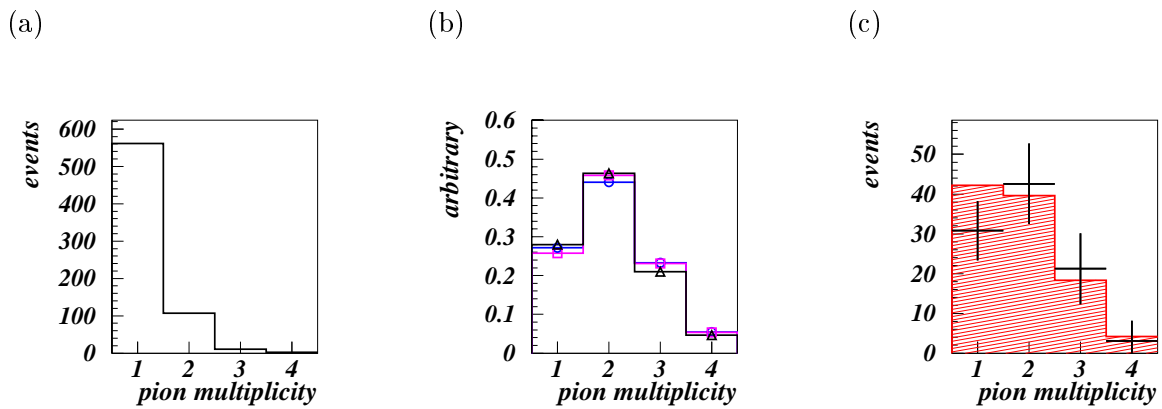 (a)
(b)
(c)
events
600
500
400
300
200
100
0
1 2 3 4
pion multiplicity
arbitrary
0.6
0.5
0.4
0.3
0.2
0.1
0
1 2 3 4
pion multiplicity
events
50
40
30
20
10
0
1 2 3 4
pion multiplicity